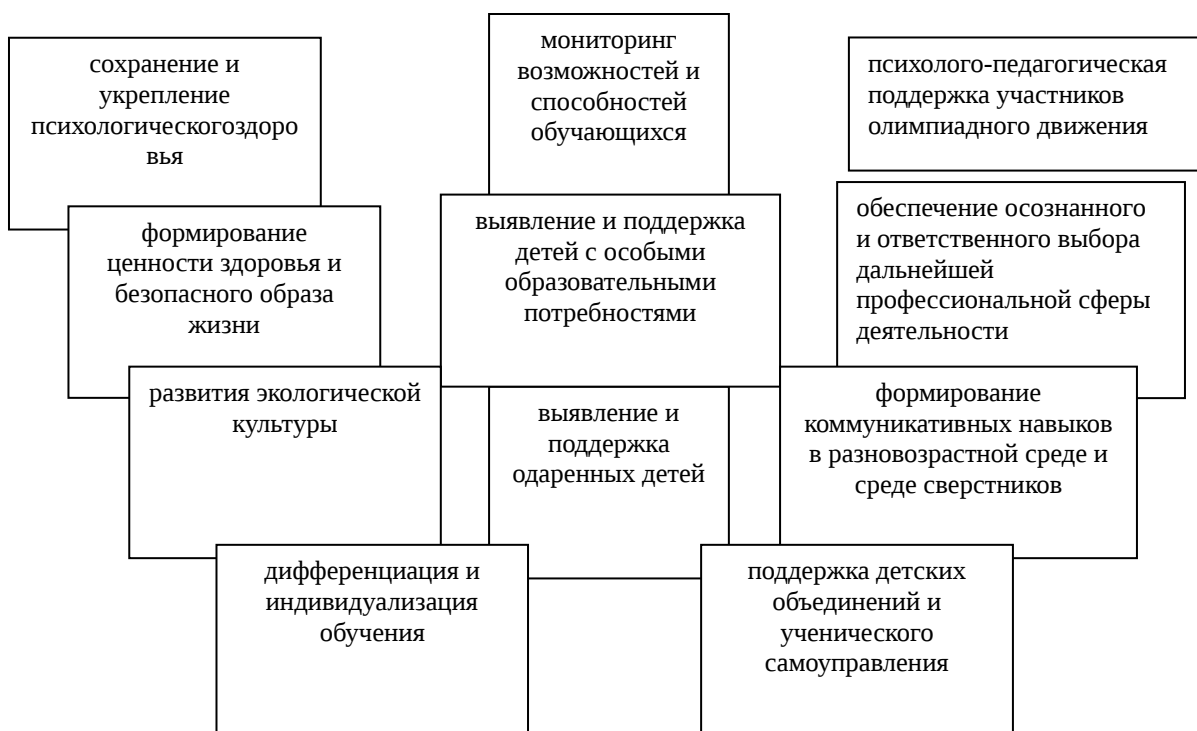 сохранение и
укрепление
психологическогоздоро
вья
мониторинг
возможностей и
способностей
обучающихся
психолого-педагогическая
поддержка участников
олимпиадного движения
формирование
ценности здоровья и
безопасного образа
жизни
выявление и поддержка
детей с особыми
образовательными
потребностями
обеспечение осознанного
и ответственного выбора
дальнейшей
профессиональной сферы
деятельности
развития экологической
культуры
выявление и
поддержка
одаренных детей
формирование
коммуникативных навыков
в разновозрастной среде и
среде сверстников
дифференциация и
индивидуализация
обучения
поддержка детских
объединений и
ученического
самоуправления